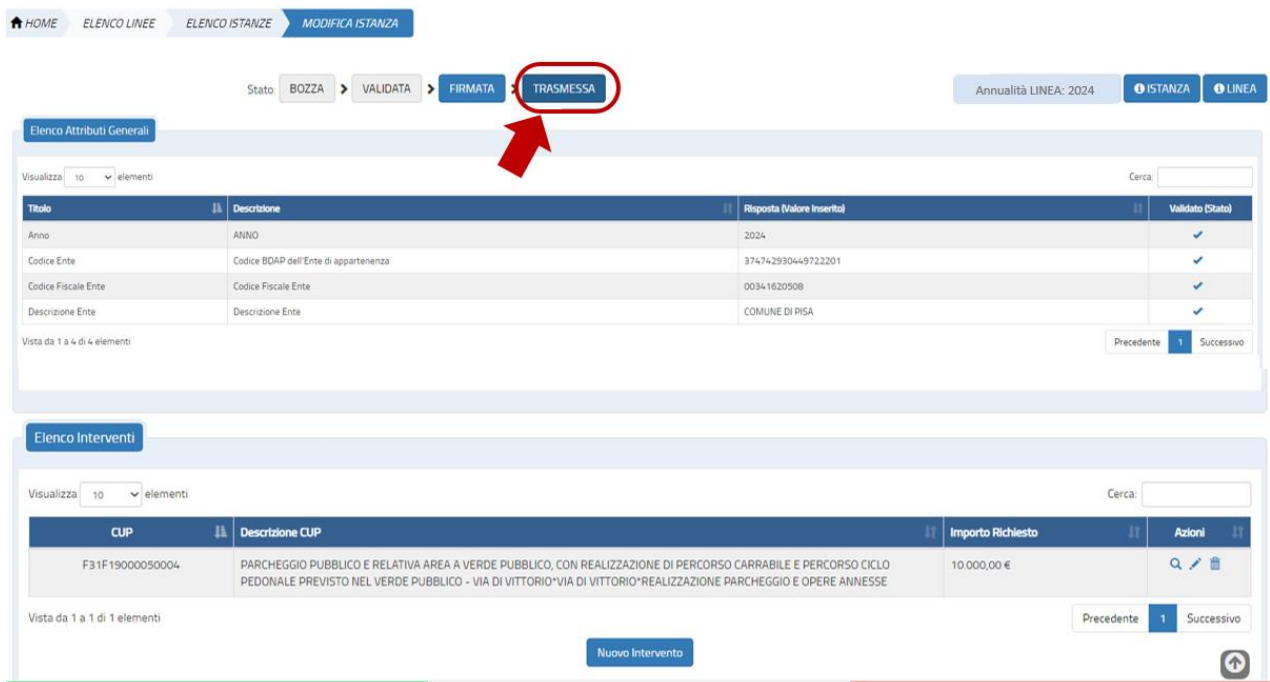 HOME ELENCO LINEE ELENCO ISTANZE MODIFICA ISTANZA
Stato: BOZZA VALIDATA FIRMATA TRASMESSA Annualità LINEA: 2024 ISTANZA LINEA
Elenco Attributi Generali
Visualizza 10 elementi Cerca:
Titolo Descrizione Risposta (Valore Inserito) Validato (Stato)
Anno ANNO 2024
Codice Ente Codice BDAP dell'Ente di appartenenza 374742930449722201
Codice Fiscale Ente Codice Fiscale Ente 00341620508
Descrizione Ente Descrizione Ente COMUNE DI PISA
Vista da 1 a 4 di 4 elementi Precedente 1 Successivo
Elenco Interventi
Visualizza 10 elementi Cerca:
CUP Descrizione CUP Importo Richiesto Azioni
F31F19000050004 PARCHEGGIO PUBBLICO E RELATIVA AREA A VERDE PUBBLICO, CON REALIZZAZIONE DI PERCORSO CARRABILE E PERCORSO CICLO 10.000,00 €
PEDONALE PREVISTO NEL VERDE PUBBLICO - VIA DI VITTORIO*VIA DI VITTORIO*REALIZZAZIONE PARCHEGGIO E OPERE ANNESSE
Vista da 1 a 1 di 1 elementi Precedente 1 Successivo
Nuovo Intervento